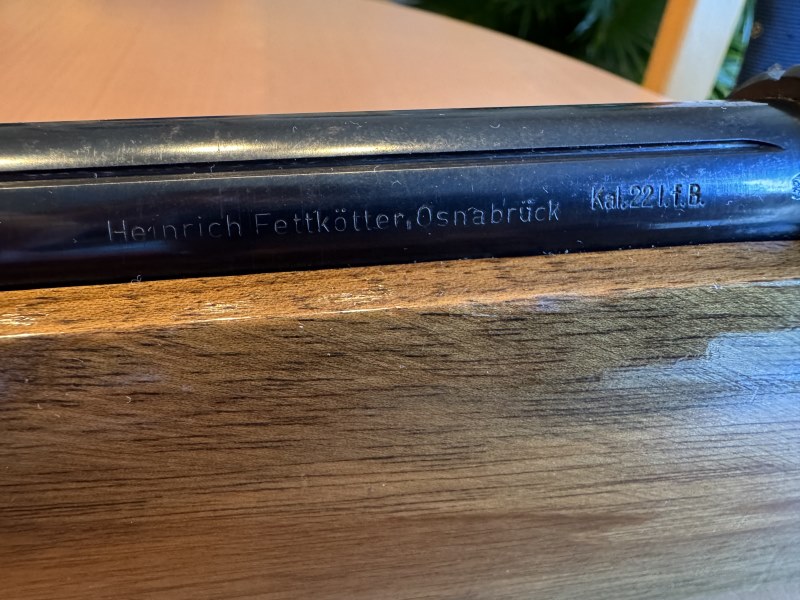 Heinrich Fettkötter, Osnabrück Kal. 22 l. f. B.